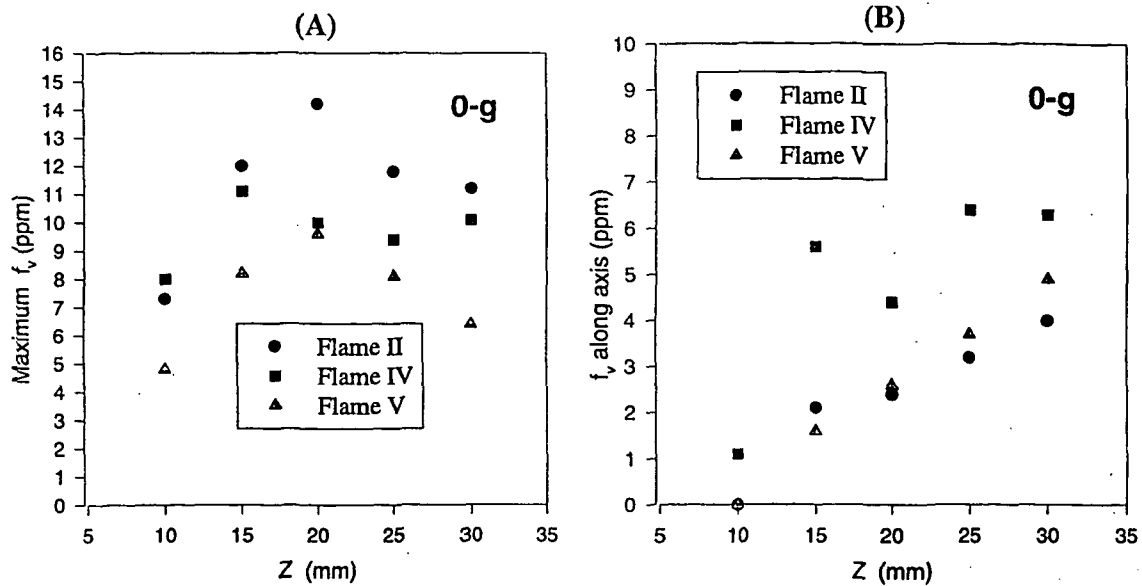 (A)
16
15
14
13
12
11
10
9
8
7
6
5
4
3
2
1
0
Maximum f_v (ppm)
0-g
Flame II
Flame IV
Flame V
5 10 15 20 25 30 35
Z (mm)
(B)
10
9
8
7
6
5
4
3
2
1
0
f_v along axis (ppm)
Flame II
Flame IV
Flame V
0-g
5 10 15 20 25 30 35
Z (mm)